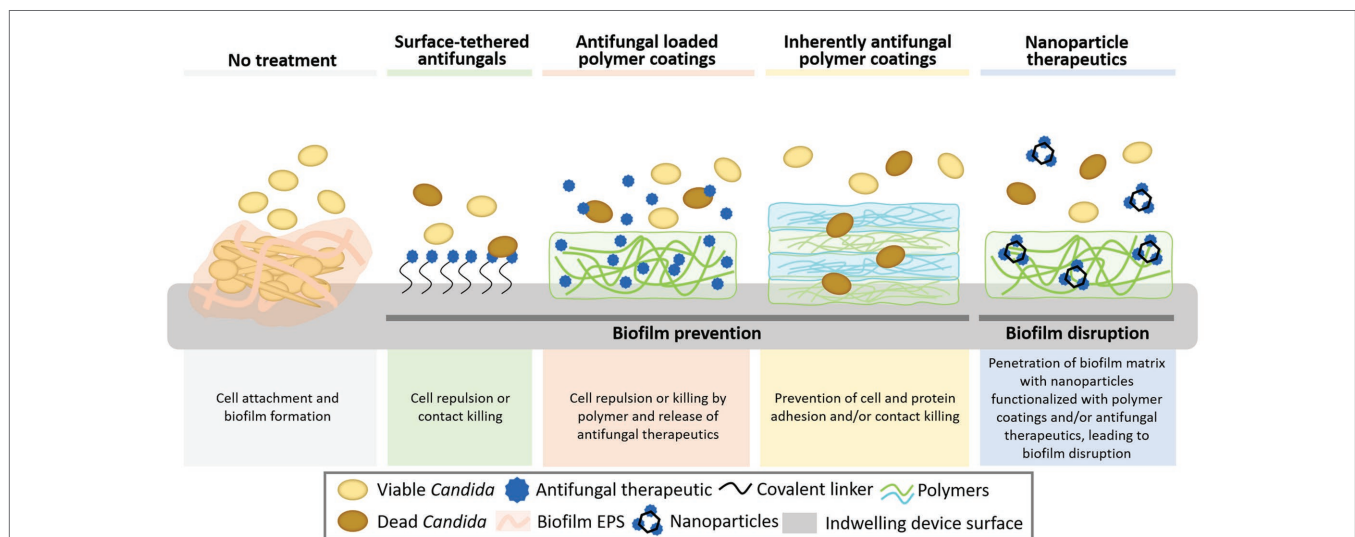 No treatment
Surface-tethered
antifungals
Antifungal loaded
polymer coatings
Inherently antifungal
polymer coatings
Nanoparticle
therapeutics
Biofilm prevention
Biofilm disruption
Cell attachment and
biofilm formation
Cell repulsion or
contact killing
Cell repulsion or killing by
polymer and release of
antifungal therapeutics
Prevention of cell and protein
adhesion and/or contact killing
Penetration of biofilm matrix
with nanoparticles
functionalized with polymer
coatings and/or antifungal
therapeutics, leading to
biofilm disruption
Viable Candida
Antifungal therapeutic
Covalent linker
Polymers
Dead Candida
Biofilm EPS
Nanoparticles
Indwelling device surface